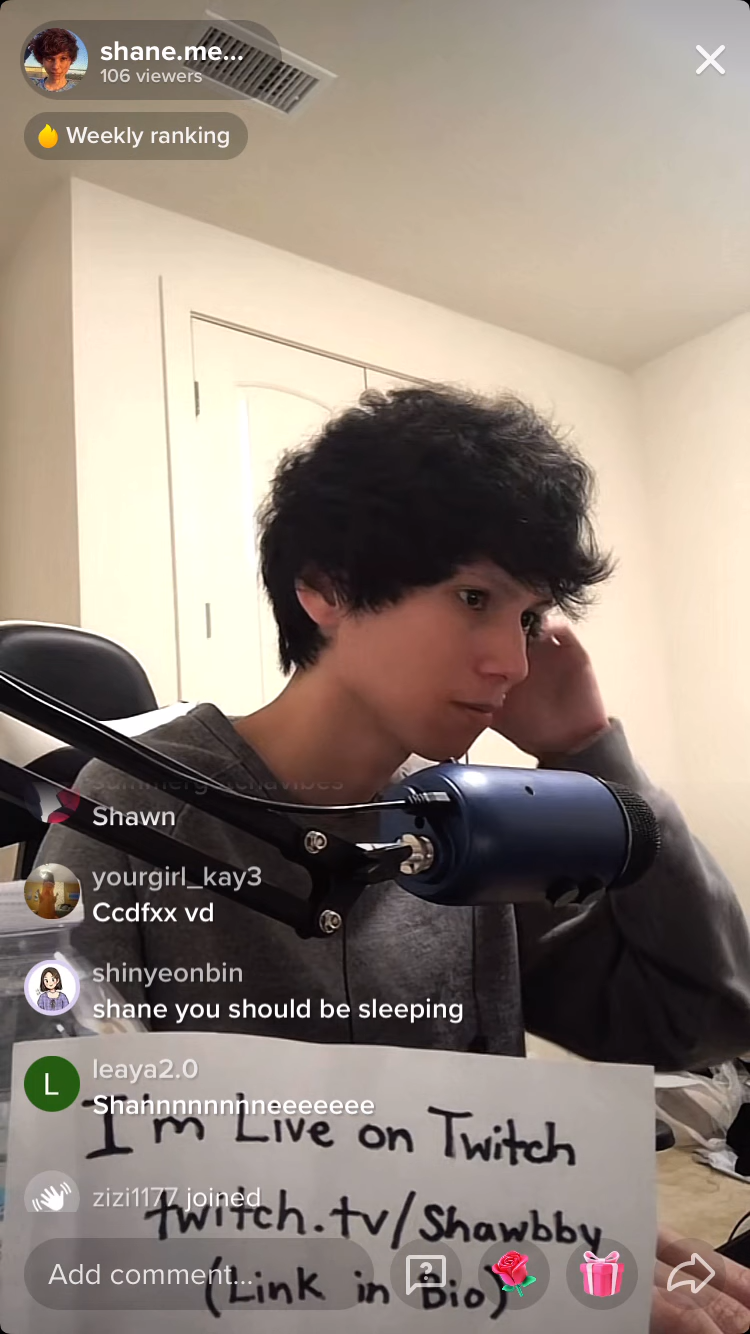 shane.me...
106 viewers
Weekly ranking
Shawn
yourgirl_kay3
Ccdfxx vd
shinyeonbin
shane you should be sleeping
L
leaya2.0
Shannnnnnnneeeeeee
I'm Live on Twitch
zizi1177 joined
twitch.tv/Shawbby
Add comment...
(Link in Bio)